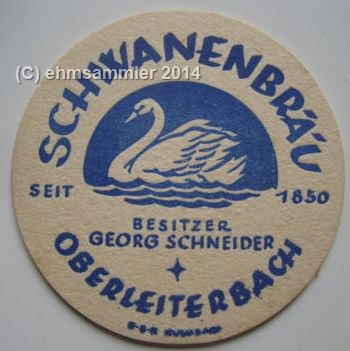 (C) ehmsammler 2014
SCHWANENBRÄU
SEIT 1850
BESITZER
GEORG SCHNEIDER
OBERLEITERBACH